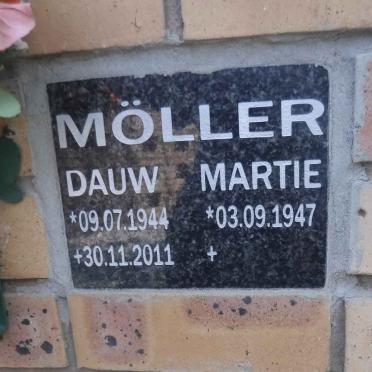 MÖLLER
DAUW MARTIE
*09.07.1944 *03.09.1947
+30.11.2011 +